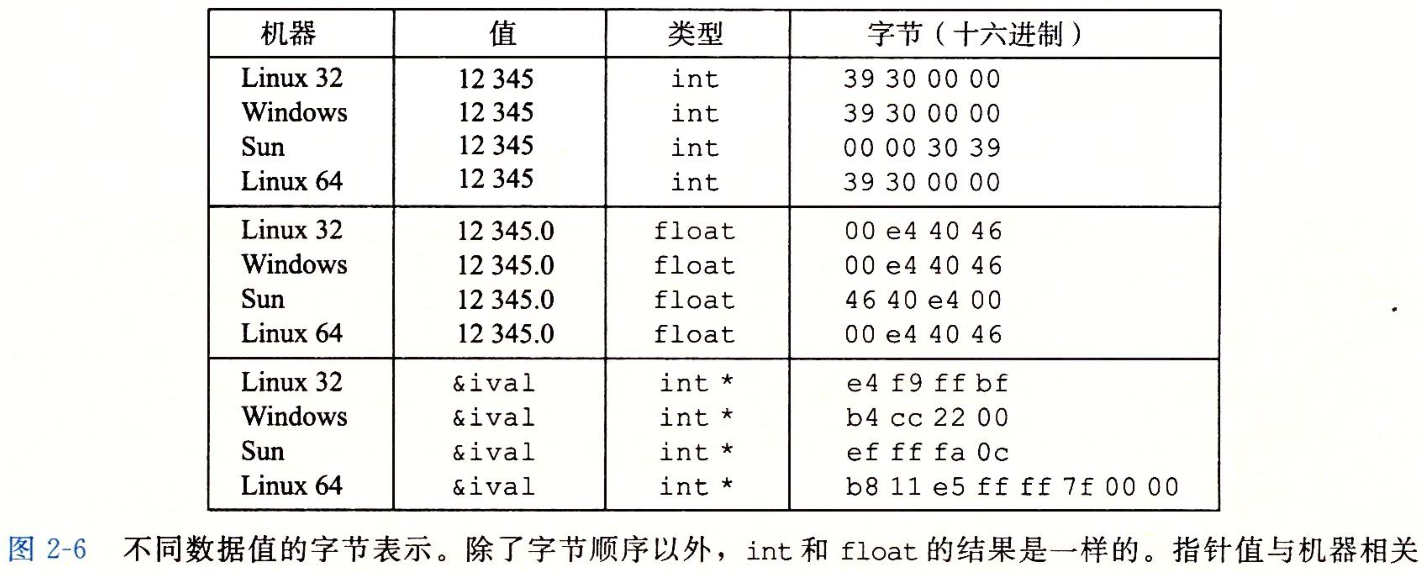 机器 值 类型 字节（十六进制）
Linux 32 12 345 int 39 30 00 00
Windows 12 345 int 39 30 00 00
Sun 12 345 int 00 00 30 39
Linux 64 12 345 int 39 30 00 00
Linux 32 12 345.0 float 00 e4 40 46
Windows 12 345.0 float 00 e4 40 46
Sun 12 345.0 float 46 40 e4 00
Linux 64 12 345.0 float 00 e4 40 46
Linux 32 &ival int * e4 f9 ff bf
Windows &ival int * b4 cc 22 00
Sun &ival int * ef ff fa 0c
Linux 64 &ival int * b8 11 e5 ff ff 7f 00 00
图 2-6 不同数据值的字节表示。除了字节顺序以外，int 和 float 的结果是一样的。指针值与机器相关